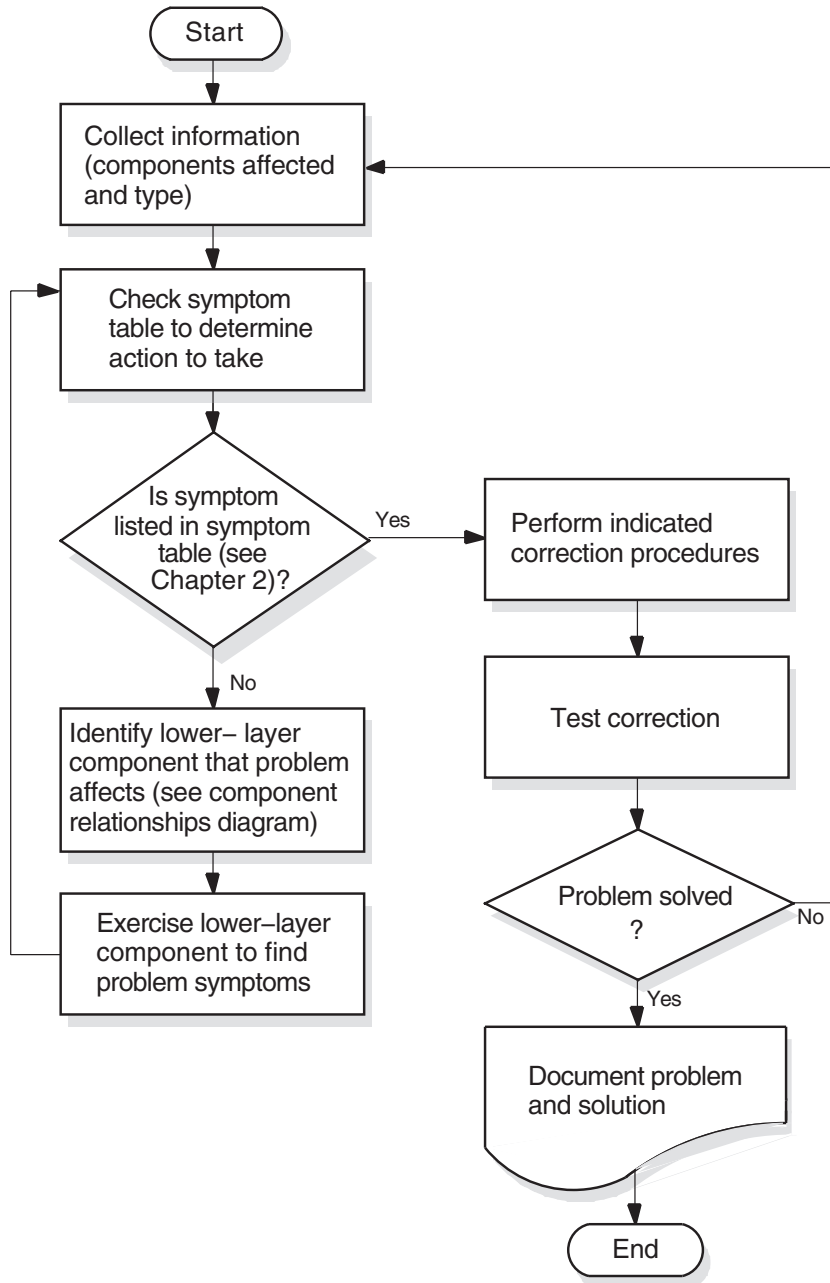 Start
Collect information
(components affected
and type)
Check symptom
table to determine
action to take
Is symptom
listed in symptom
table (see
Chapter 2)?
Yes
No
Identify lower– layer
component that problem
affects (see component
relationships diagram)
Exercise lower–layer
component to find
problem symptoms
Perform indicated
correction procedures
Test correction
Problem solved
?
No
Yes
Document problem
and solution
End